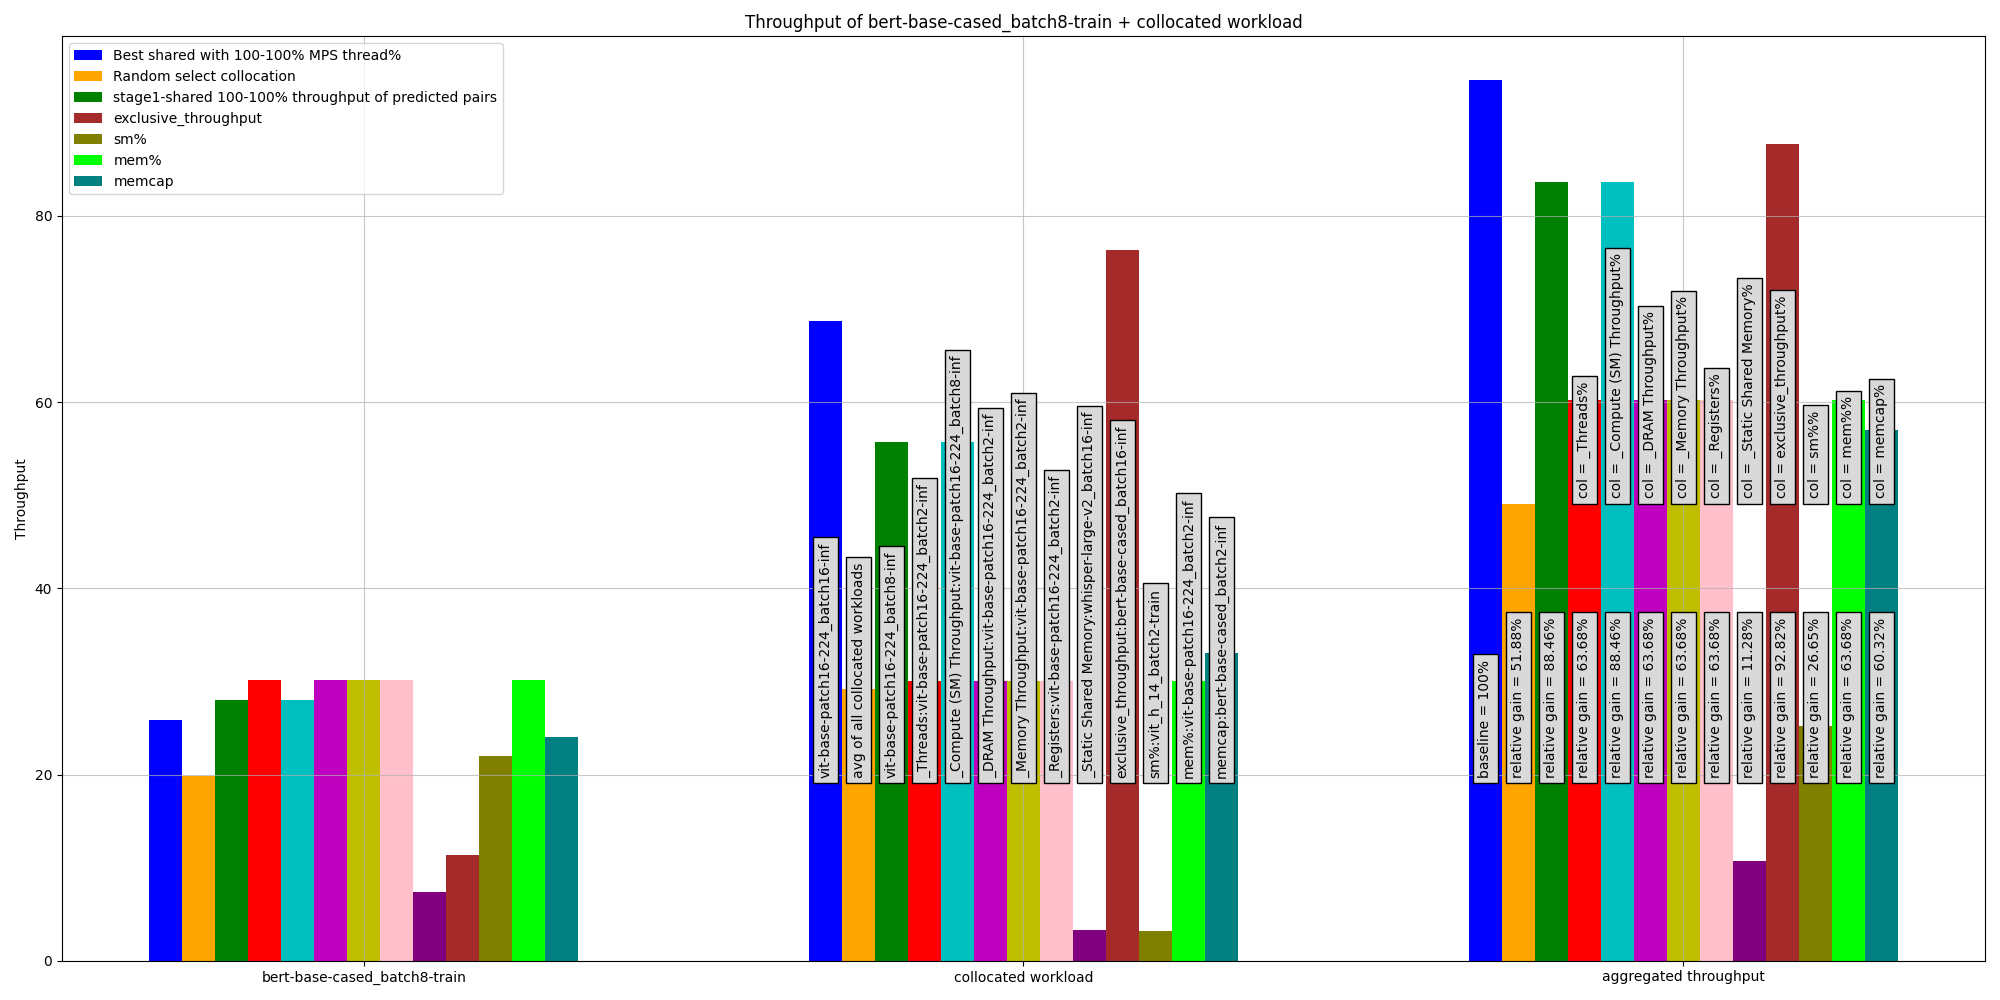 Throughput of bert-base-cased_batch8-train + collocated workload
Best shared with 100-100% MPS thread%
Random select collocation
stage1-shared 100-100% throughput of predicted pairs
exclusive_throughput
sm%
mem%
memcap
Throughput
80
60
40
20
0
vit-base-patch16-224_batch16-inf
avg of all collocated workloads
vit-base-patch16-224_batch8-inf
_Threads:vit-base-patch16-224_batch2-inf
_Compute (SM) Throughput:vit-base-patch16-224_batch8-inf
_DRAM Throughput:vit-base-patch16-224_batch2-inf
_Memory Throughput:vit-base-patch16-224_batch2-inf
_Registers:vit-base-patch16-224_batch2-inf
_Static Shared Memory:whisper-large-v2_batch16-inf
exclusive_throughput:bert-base-cased_batch16-inf
sm%:vit_h_14_batch2-train
mem%:vit-base-patch16-224_batch2-inf
memcap:bert-base-cased_batch2-inf
col = _Threads%
col = _Compute (SM) Throughput%
col = _DRAM Throughput%
col = _Memory Throughput%
col = _Registers%
col = _Static Shared Memory%
col = exclusive_throughput%
col = sm%%
col = mem%%
col = memcap%
baseline = 100%
relative gain = 51.88%
relative gain = 88.46%
relative gain = 63.68%
relative gain = 88.46%
relative gain = 63.68%
relative gain = 63.68%
relative gain = 63.68%
relative gain = 11.28%
relative gain = 92.82%
relative gain = 26.65%
relative gain = 63.68%
relative gain = 60.32%
bert-base-cased_batch8-train
collocated workload
aggregated throughput